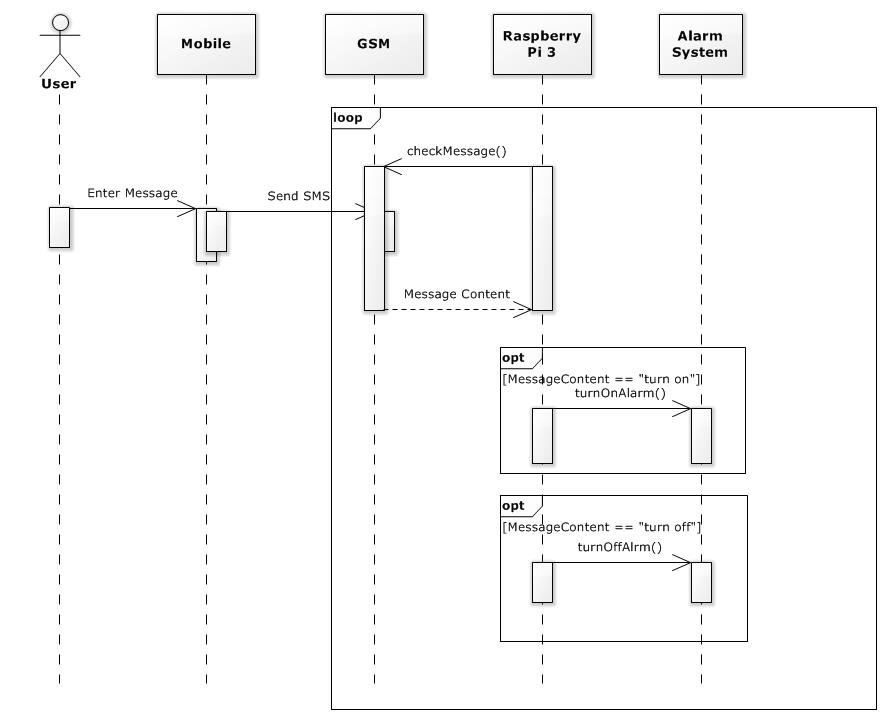 User
Mobile
GSM
Raspberry
Pi 3
Alarm
System
loop
checkMessage()
Enter Message
Send SMS
Message Content
opt
[MessageContent == "turn on"]
turnOnAlarm()
opt
[MessageContent == "turn off"]
turnOffAlrm()